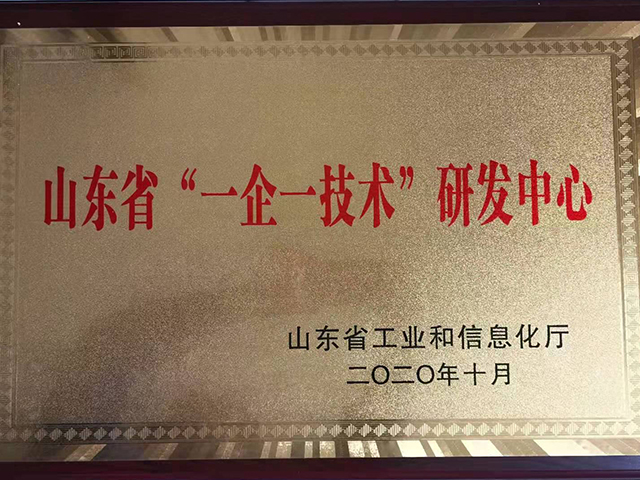 山东省“一企一技术”研发中心
山东省工业和信息化厅
二〇二〇年十月